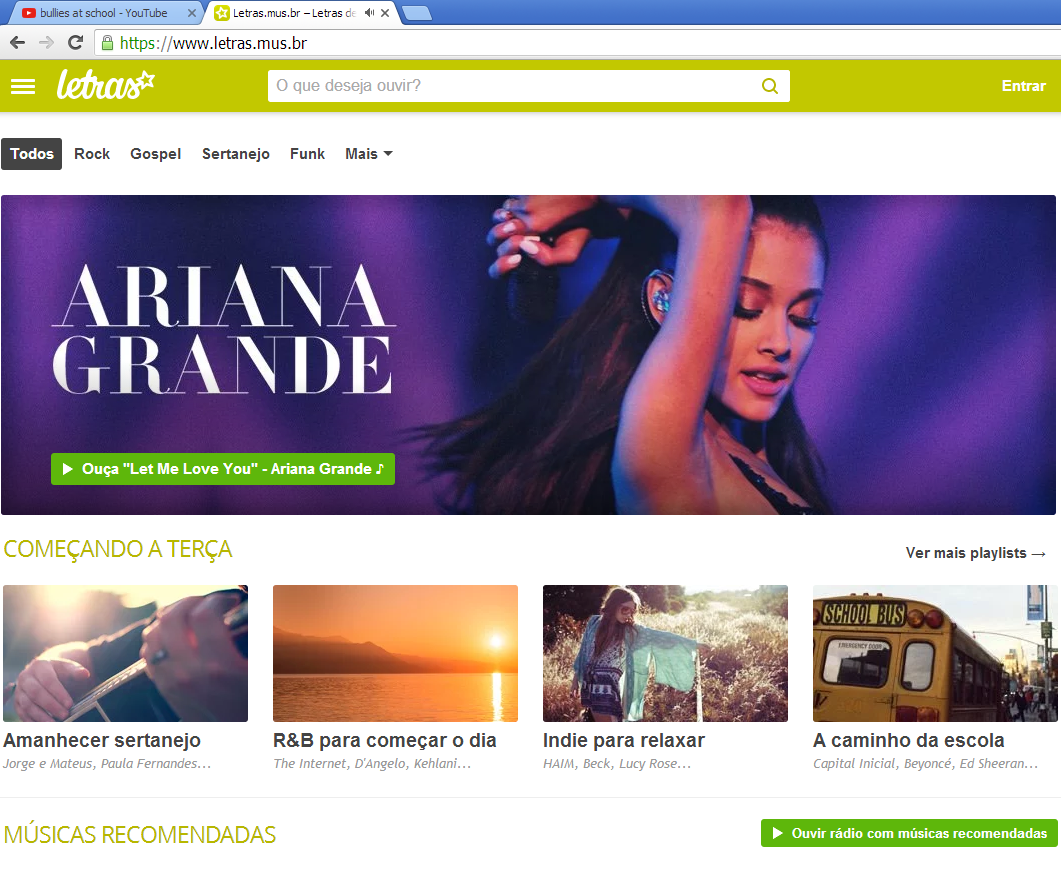 bullies at school - YouTube
Letras.mus.br – Letras de
https://www.letras.mus.br
letras
O que deseja ouvir?
Entrar
Todos Rock Gospel Sertanejo Funk Mais
ARIANA
GRANDE
Ouça "Let Me Love You" - Ariana Grande ♪
COMEÇANDO A TERÇA
Ver mais playlists →
SCHOOL BUS
EMERGENCY DOOR
Amanhecer sertanejo
Jorge e Mateus, Paula Fernandes...
R&B para começar o dia
The Internet, D'Angelo, Kehlani...
Indie para relaxar
HAIM, Beck, Lucy Rose...
A caminho da escola
Capital Inicial, Beyoncé, Ed Sheeran...
MÚSICAS RECOMENDADAS
Ouvir rádio com músicas recomendadas